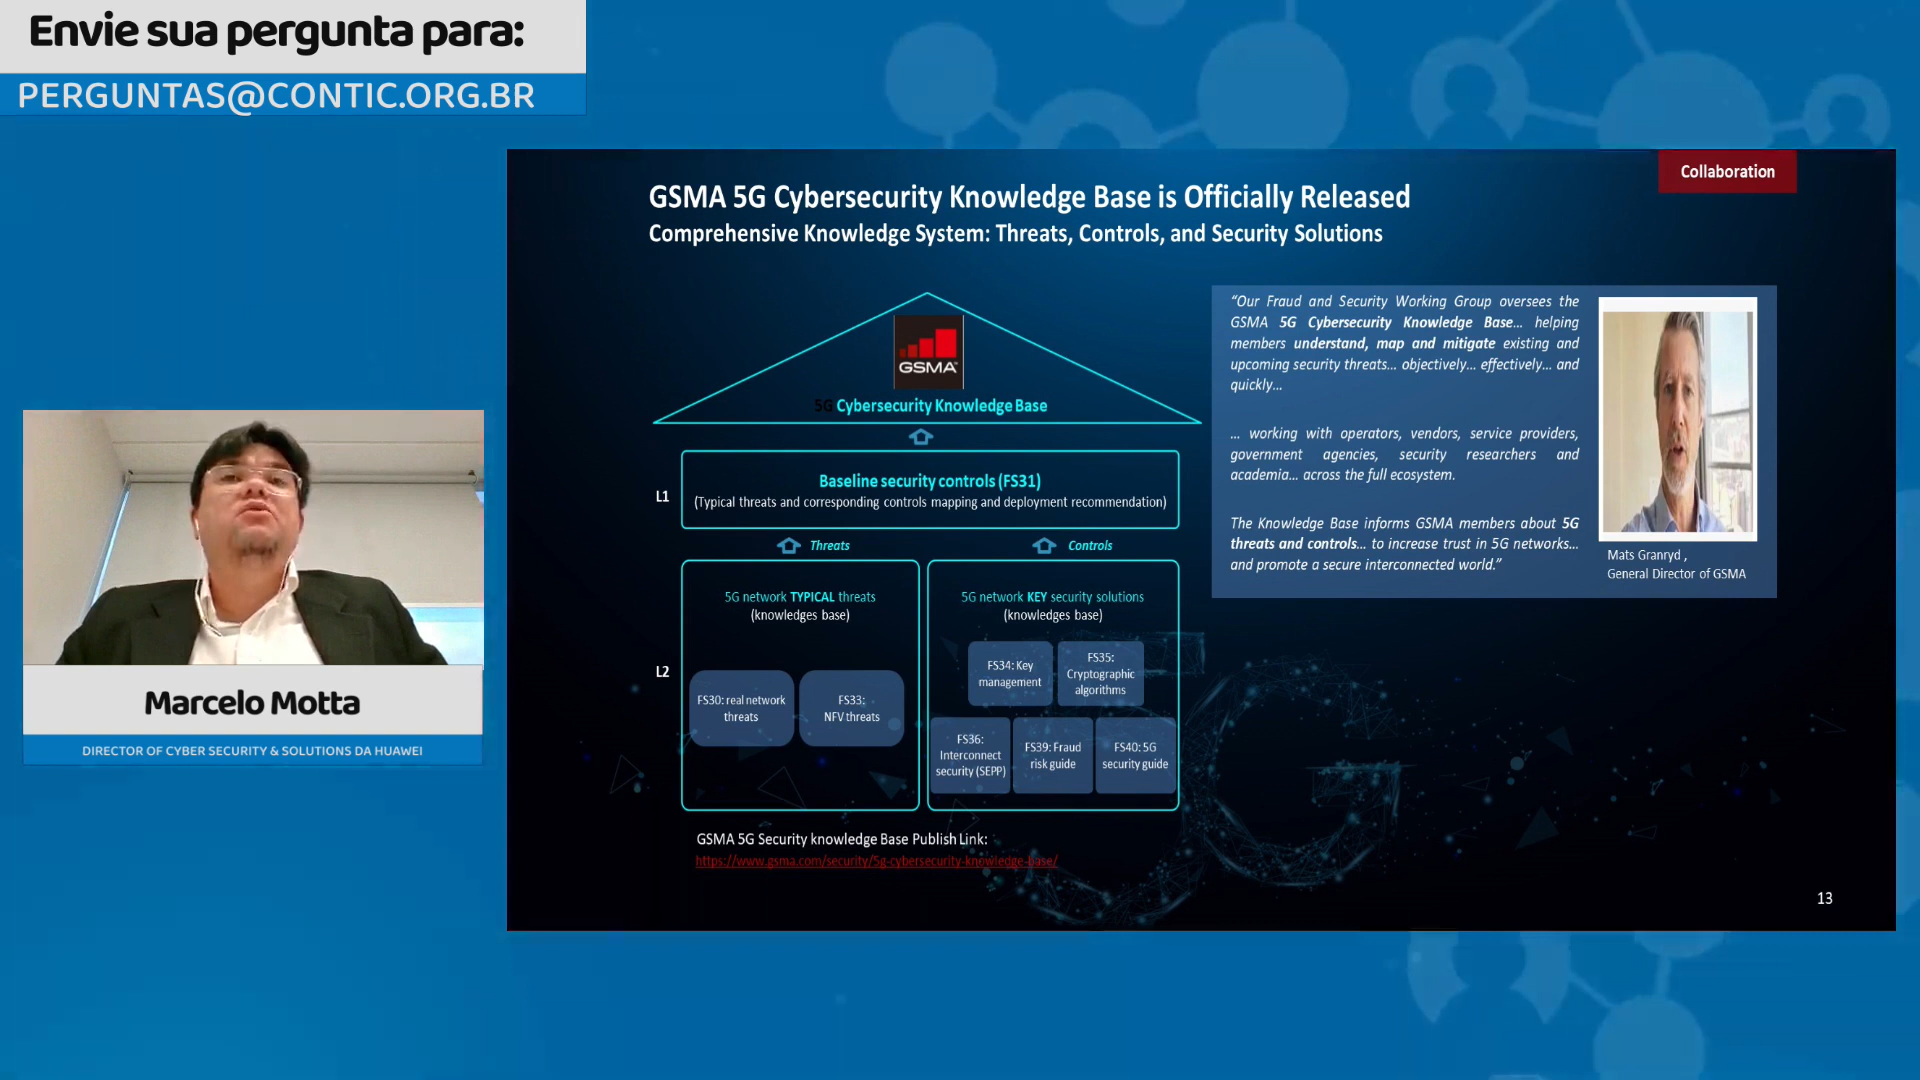 Envie sua pergunta para:
PERGUNTAS@CONTIC.ORG.BR
Collaboration
GSMA 5G Cybersecurity Knowledge Base is Officially Released
Comprehensive Knowledge System: Threats, Controls, and Security Solutions
GSMA
5G Cybersecurity Knowledge Base
L1
Baseline security controls (FS31)
(Typical threats and corresponding controls mapping and deployment recommendation)
Threats
Controls
L2
5G network TYPICAL threats
(knowledges base)
FS30: real network
threats
FS33:
NFV threats
5G network KEY security solutions
(knowledges base)
FS34: Key
management
FS35:
Cryptographic
algorithms
FS36:
Interconnect
security (SEPP)
FS39: Fraud
risk guide
FS40: 5G
security guide
GSMA 5G Security knowledge Base Publish Link:
https://www.gsma.com/security/5g-cybersecurity-knowledge-base/
“Our Fraud and Security Working Group oversees the
GSMA 5G Cybersecurity Knowledge Base… helping
members understand, map and mitigate existing and
upcoming security threats… objectively… effectively… and
quickly…
… working with operators, vendors, service providers,
government agencies, security researchers and
academia… across the full ecosystem.
The Knowledge Base informs GSMA members about 5G
threats and controls… to increase trust in 5G networks…
and promote a secure interconnected world.”
Mats Granryd ,
General Director of GSMA
13
Marcelo Motta
DIRECTOR OF CYBER SECURITY & SOLUTIONS DA HUAWEI